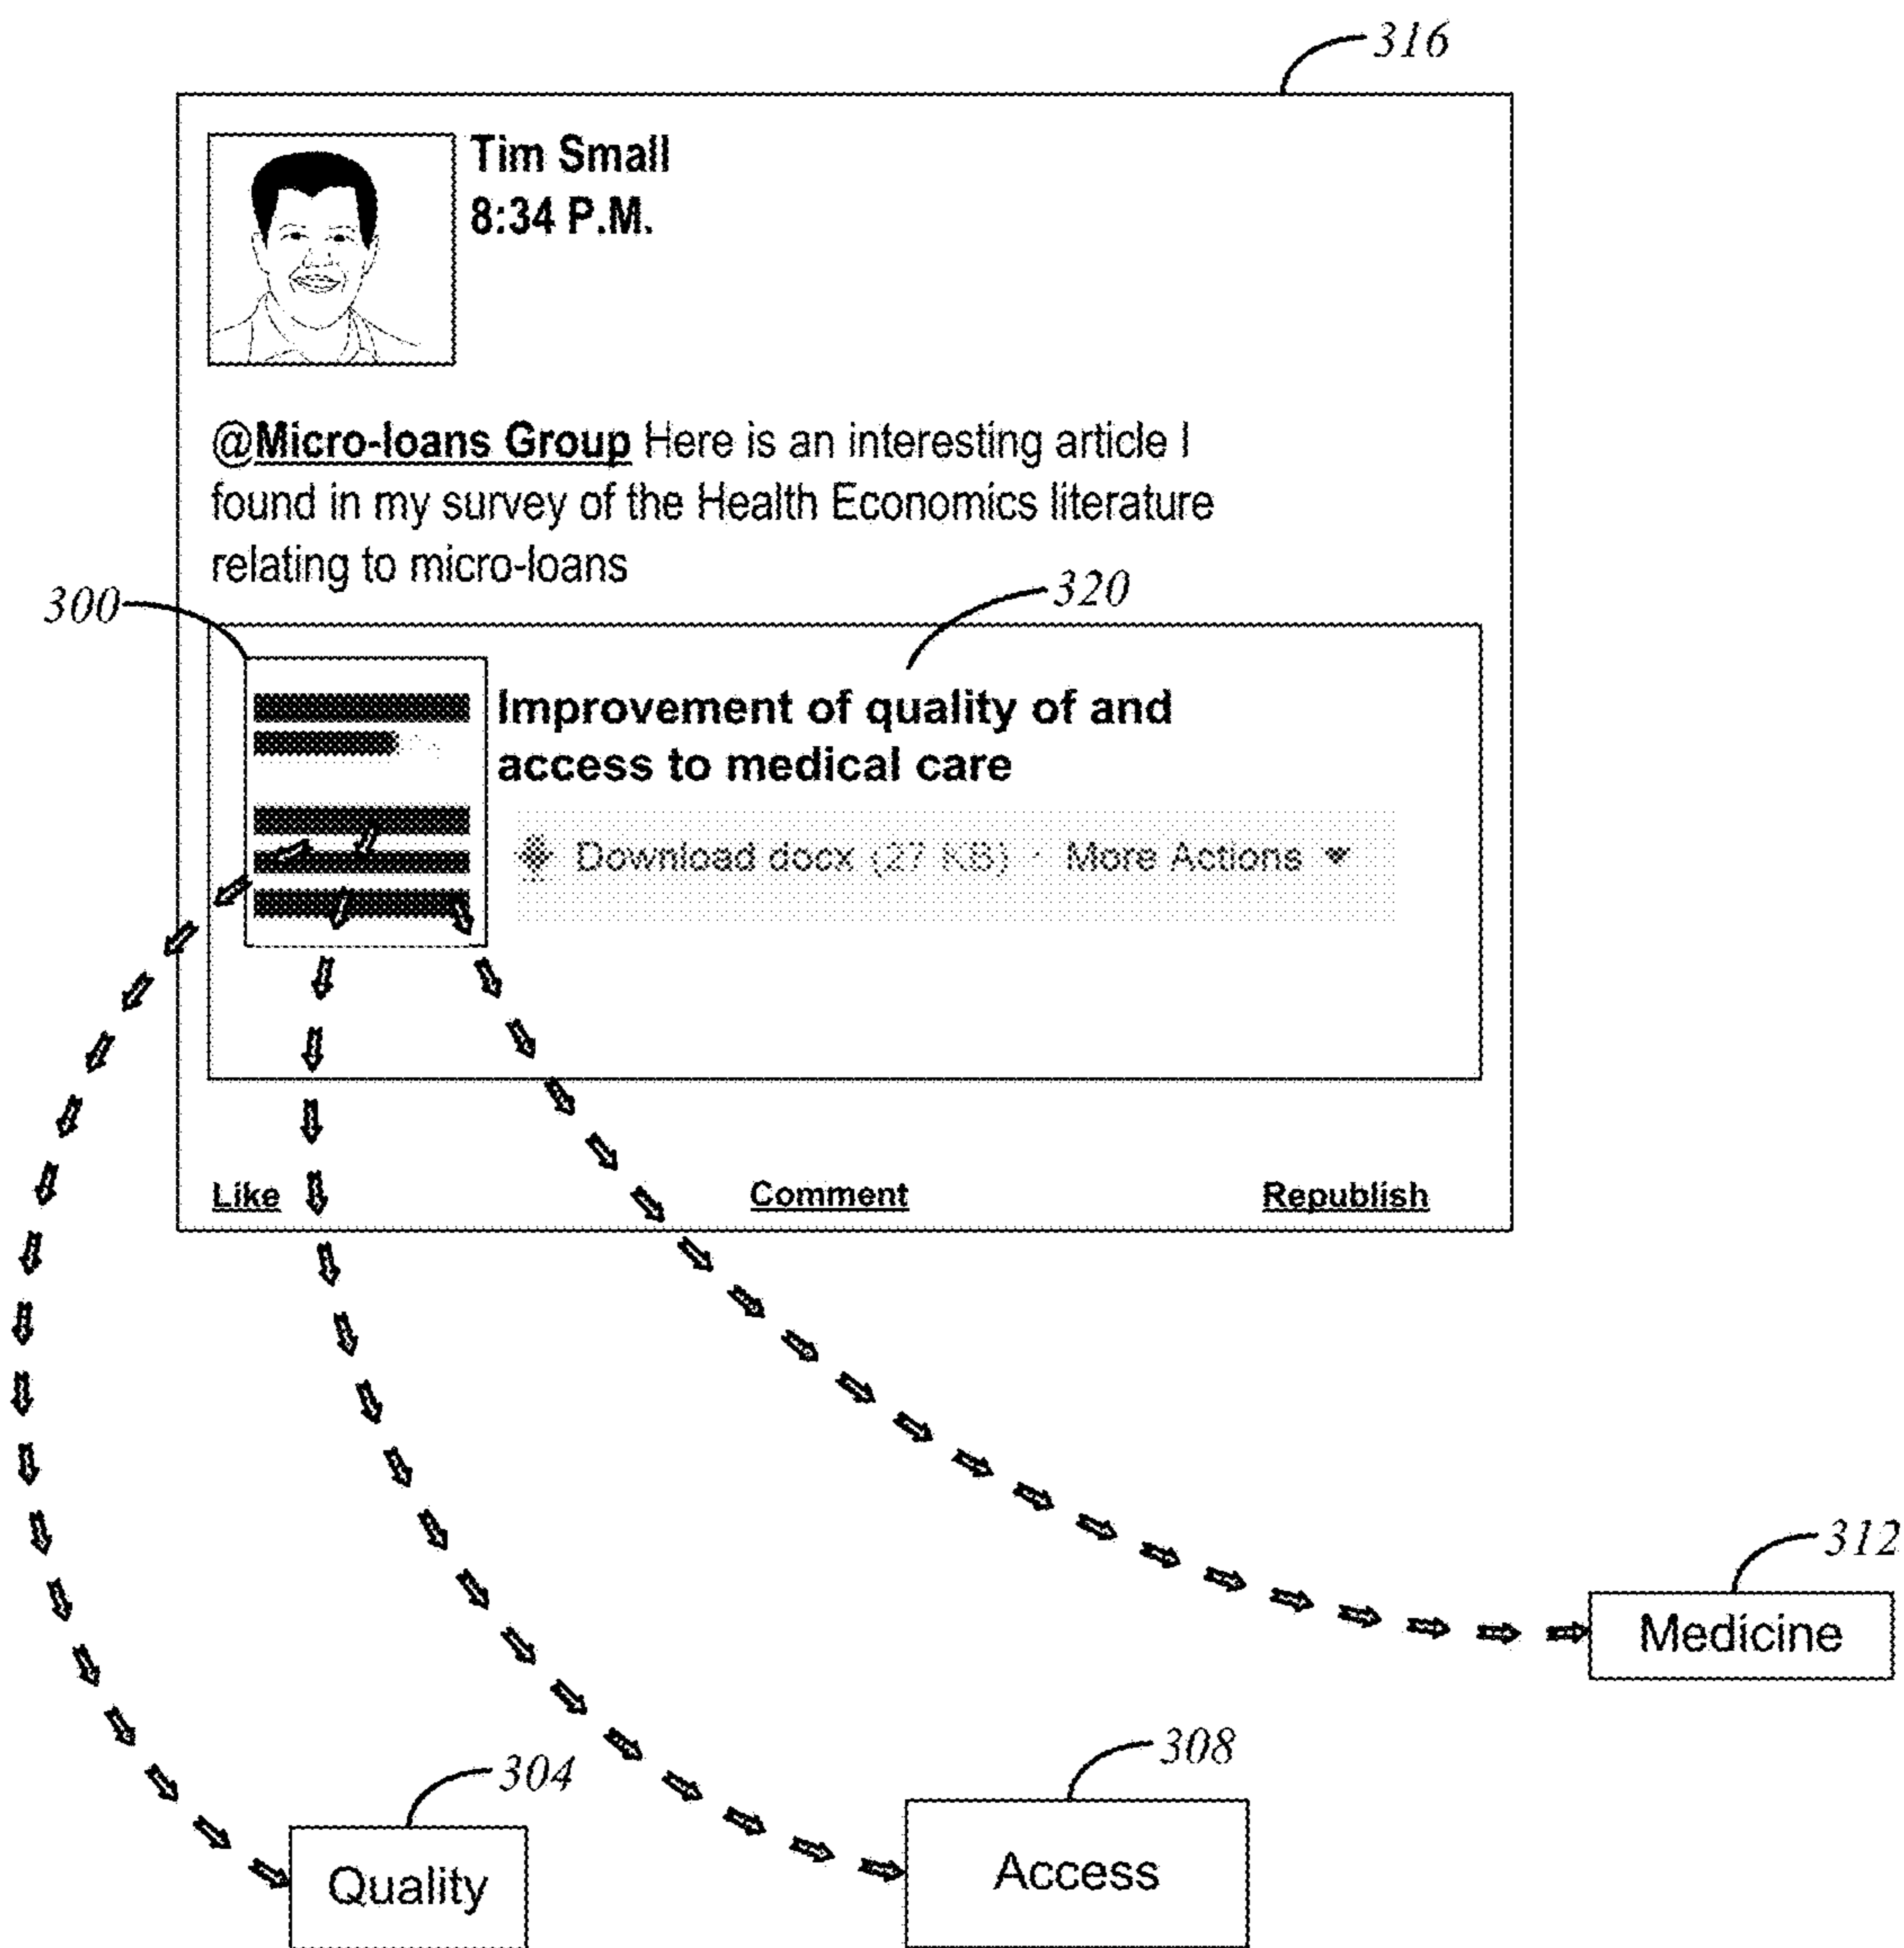 316
Tim Small
8:34 P.M.
@Micro-loans Group Here is an interesting article I
found in my survey of the Health Economics literature
relating to micro-loans
300
320
Improvement of quality of and
access to medical care
Download docx (27 KB) · More Actions
Like Comment Republish
312
Medicine
308
304
Access
Quality